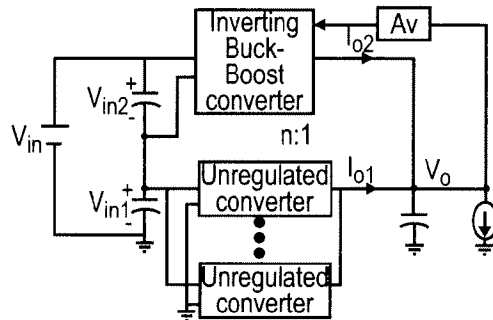 Inverting
Buck-
Boost
converter
Av
Io2
+
Vin2
-
Vin
n:1
+
Vin1
-
Unregulated
converter
Io1
Vo
Unregulated
converter